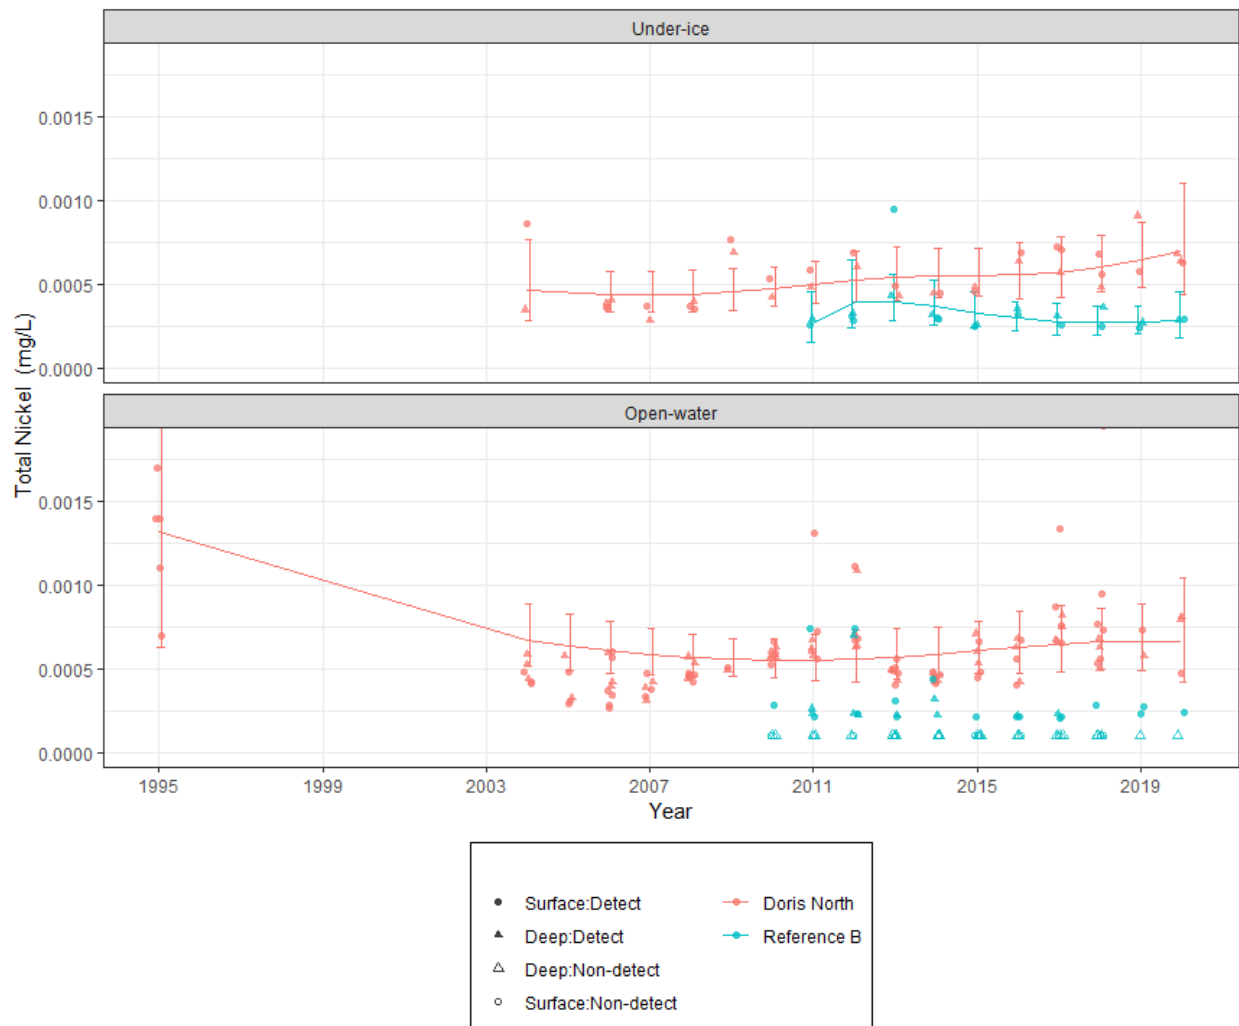 Under-ice
0.0015
0.0010
0.0005
0.0000
Total Nickel (mg/L)
Open-water
0.0015
0.0010
0.0005
0.0000
1995 1999 2003 2007 2011 2015 2019
Year
Surface:Detect Doris North
Deep:Detect Reference B
Deep:Non-detect
Surface:Non-detect